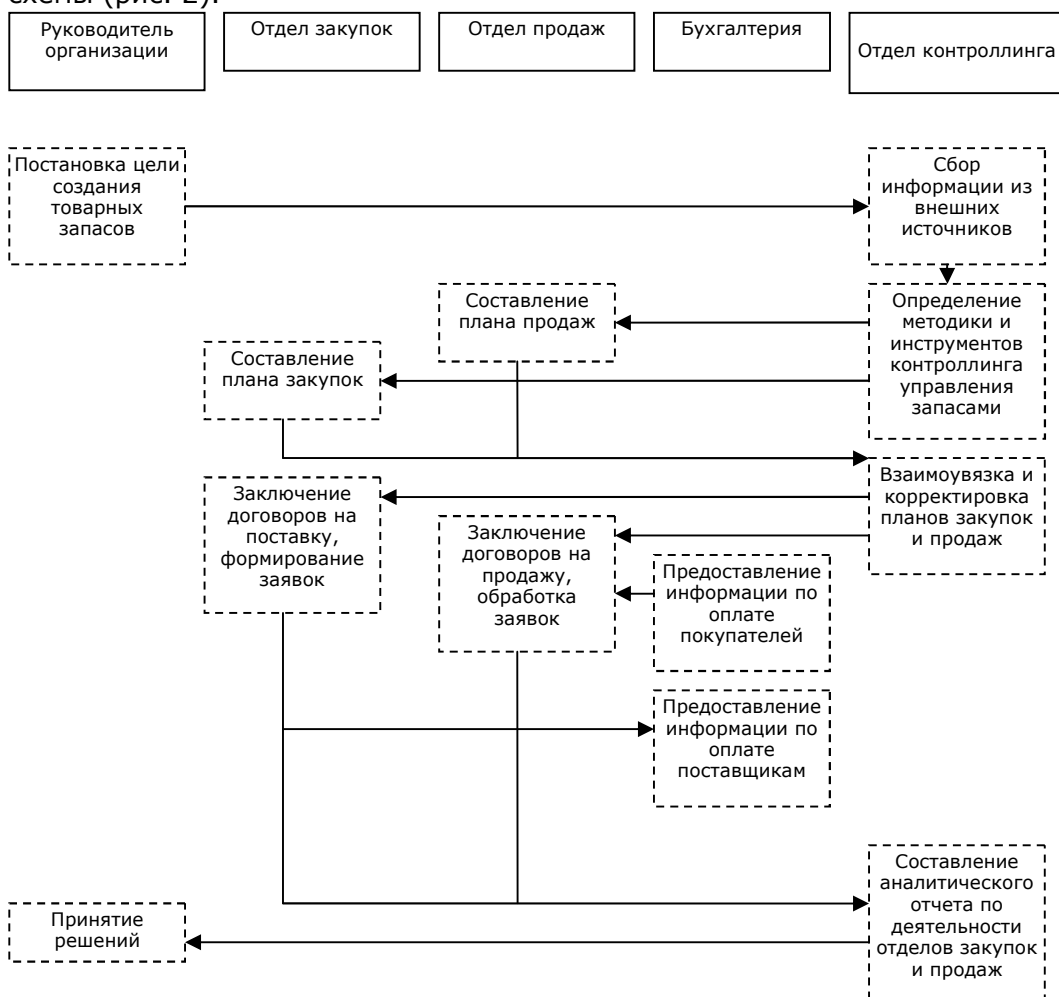 схемы (рис. 2).
Руководитель
организации
Отдел закупок
Отдел продаж
Бухгалтерия
Отдел контроллинга
Постановка цели
создания
товарных
запасов
Сбор
информации из
внешних
источников
Составление
плана продаж
Определение
методики и
инструментов
контроллинга
управления
запасами
Составление
плана закупок
Взаимоувязка и
корректировка
планов закупок
и продаж
Заключение
договоров на
поставку,
формирование
заявок
Заключение
договоров на
продажу,
обработка
заявок
Предоставление
информации по
оплате
покупателей
Предоставление
информации по
оплате
поставщикам
Составление
аналитического
отчета по
деятельности
отделов закупок
и продаж
Принятие
решений